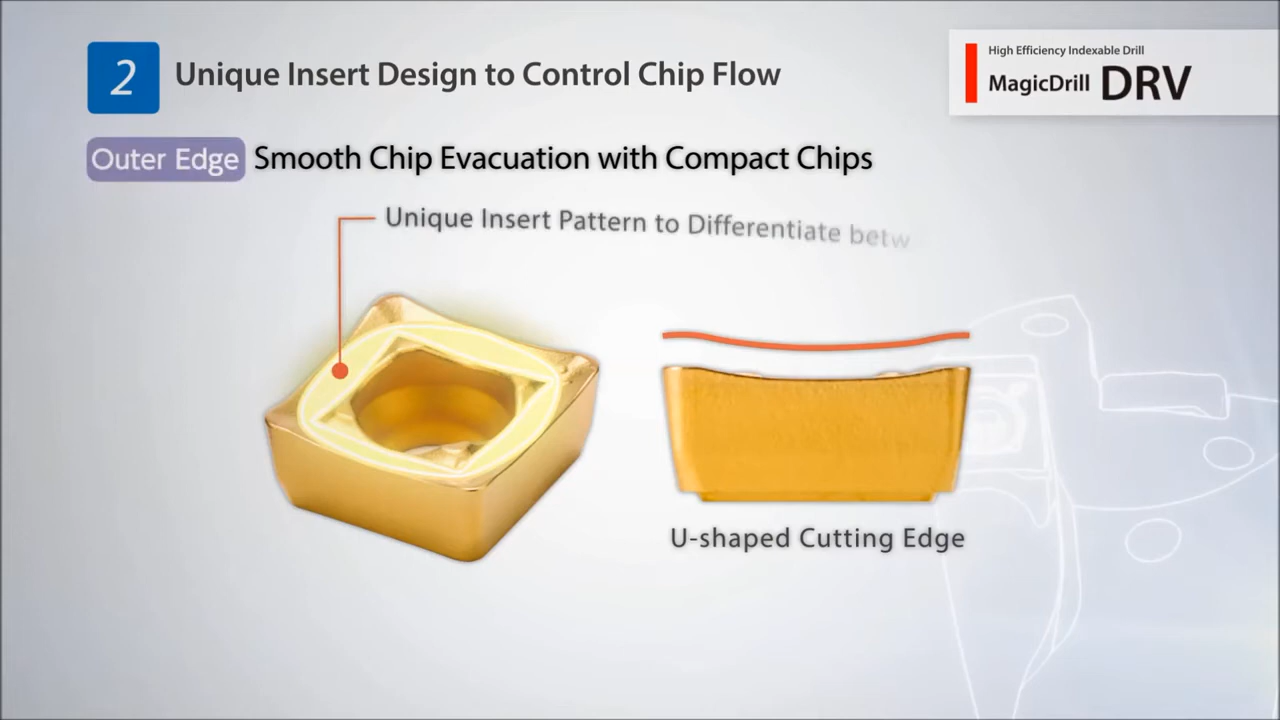 2
Unique Insert Design to Control Chip Flow
High Efficiency Indexable Drill
MagicDrill DRV
Outer Edge
Smooth Chip Evacuation with Compact Chips
Unique Insert Pattern to Differentiate betw
U-shaped Cutting Edge